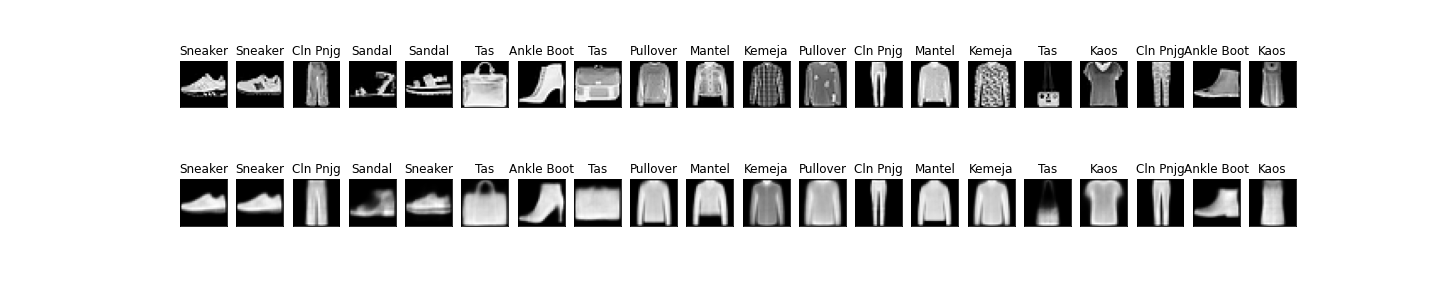 Sneaker Sneaker Cln Pnjg Sandal Sandal Tas Ankle Boot Tas Pullover Mantel Kemeja Pullover Cln Pnjg Mantel Kemeja Tas Kaos Cln Pnjg Ankle Boot Kaos
Sneaker Sneaker Cln Pnjg Sandal Sneaker Tas Ankle Boot Tas Pullover Mantel Kemeja Pullover Cln Pnjg Mantel Kemeja Tas Kaos Cln Pnjg Ankle Boot Kaos